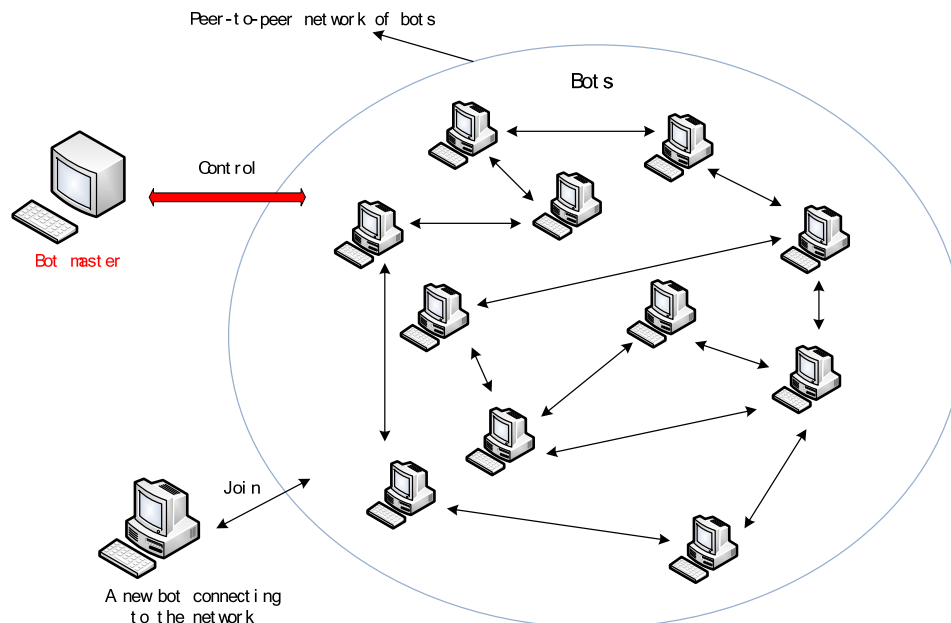 Peer-to-peer network of bots
Bots
Control
Bot master
Join
A new bot connecting
to the network